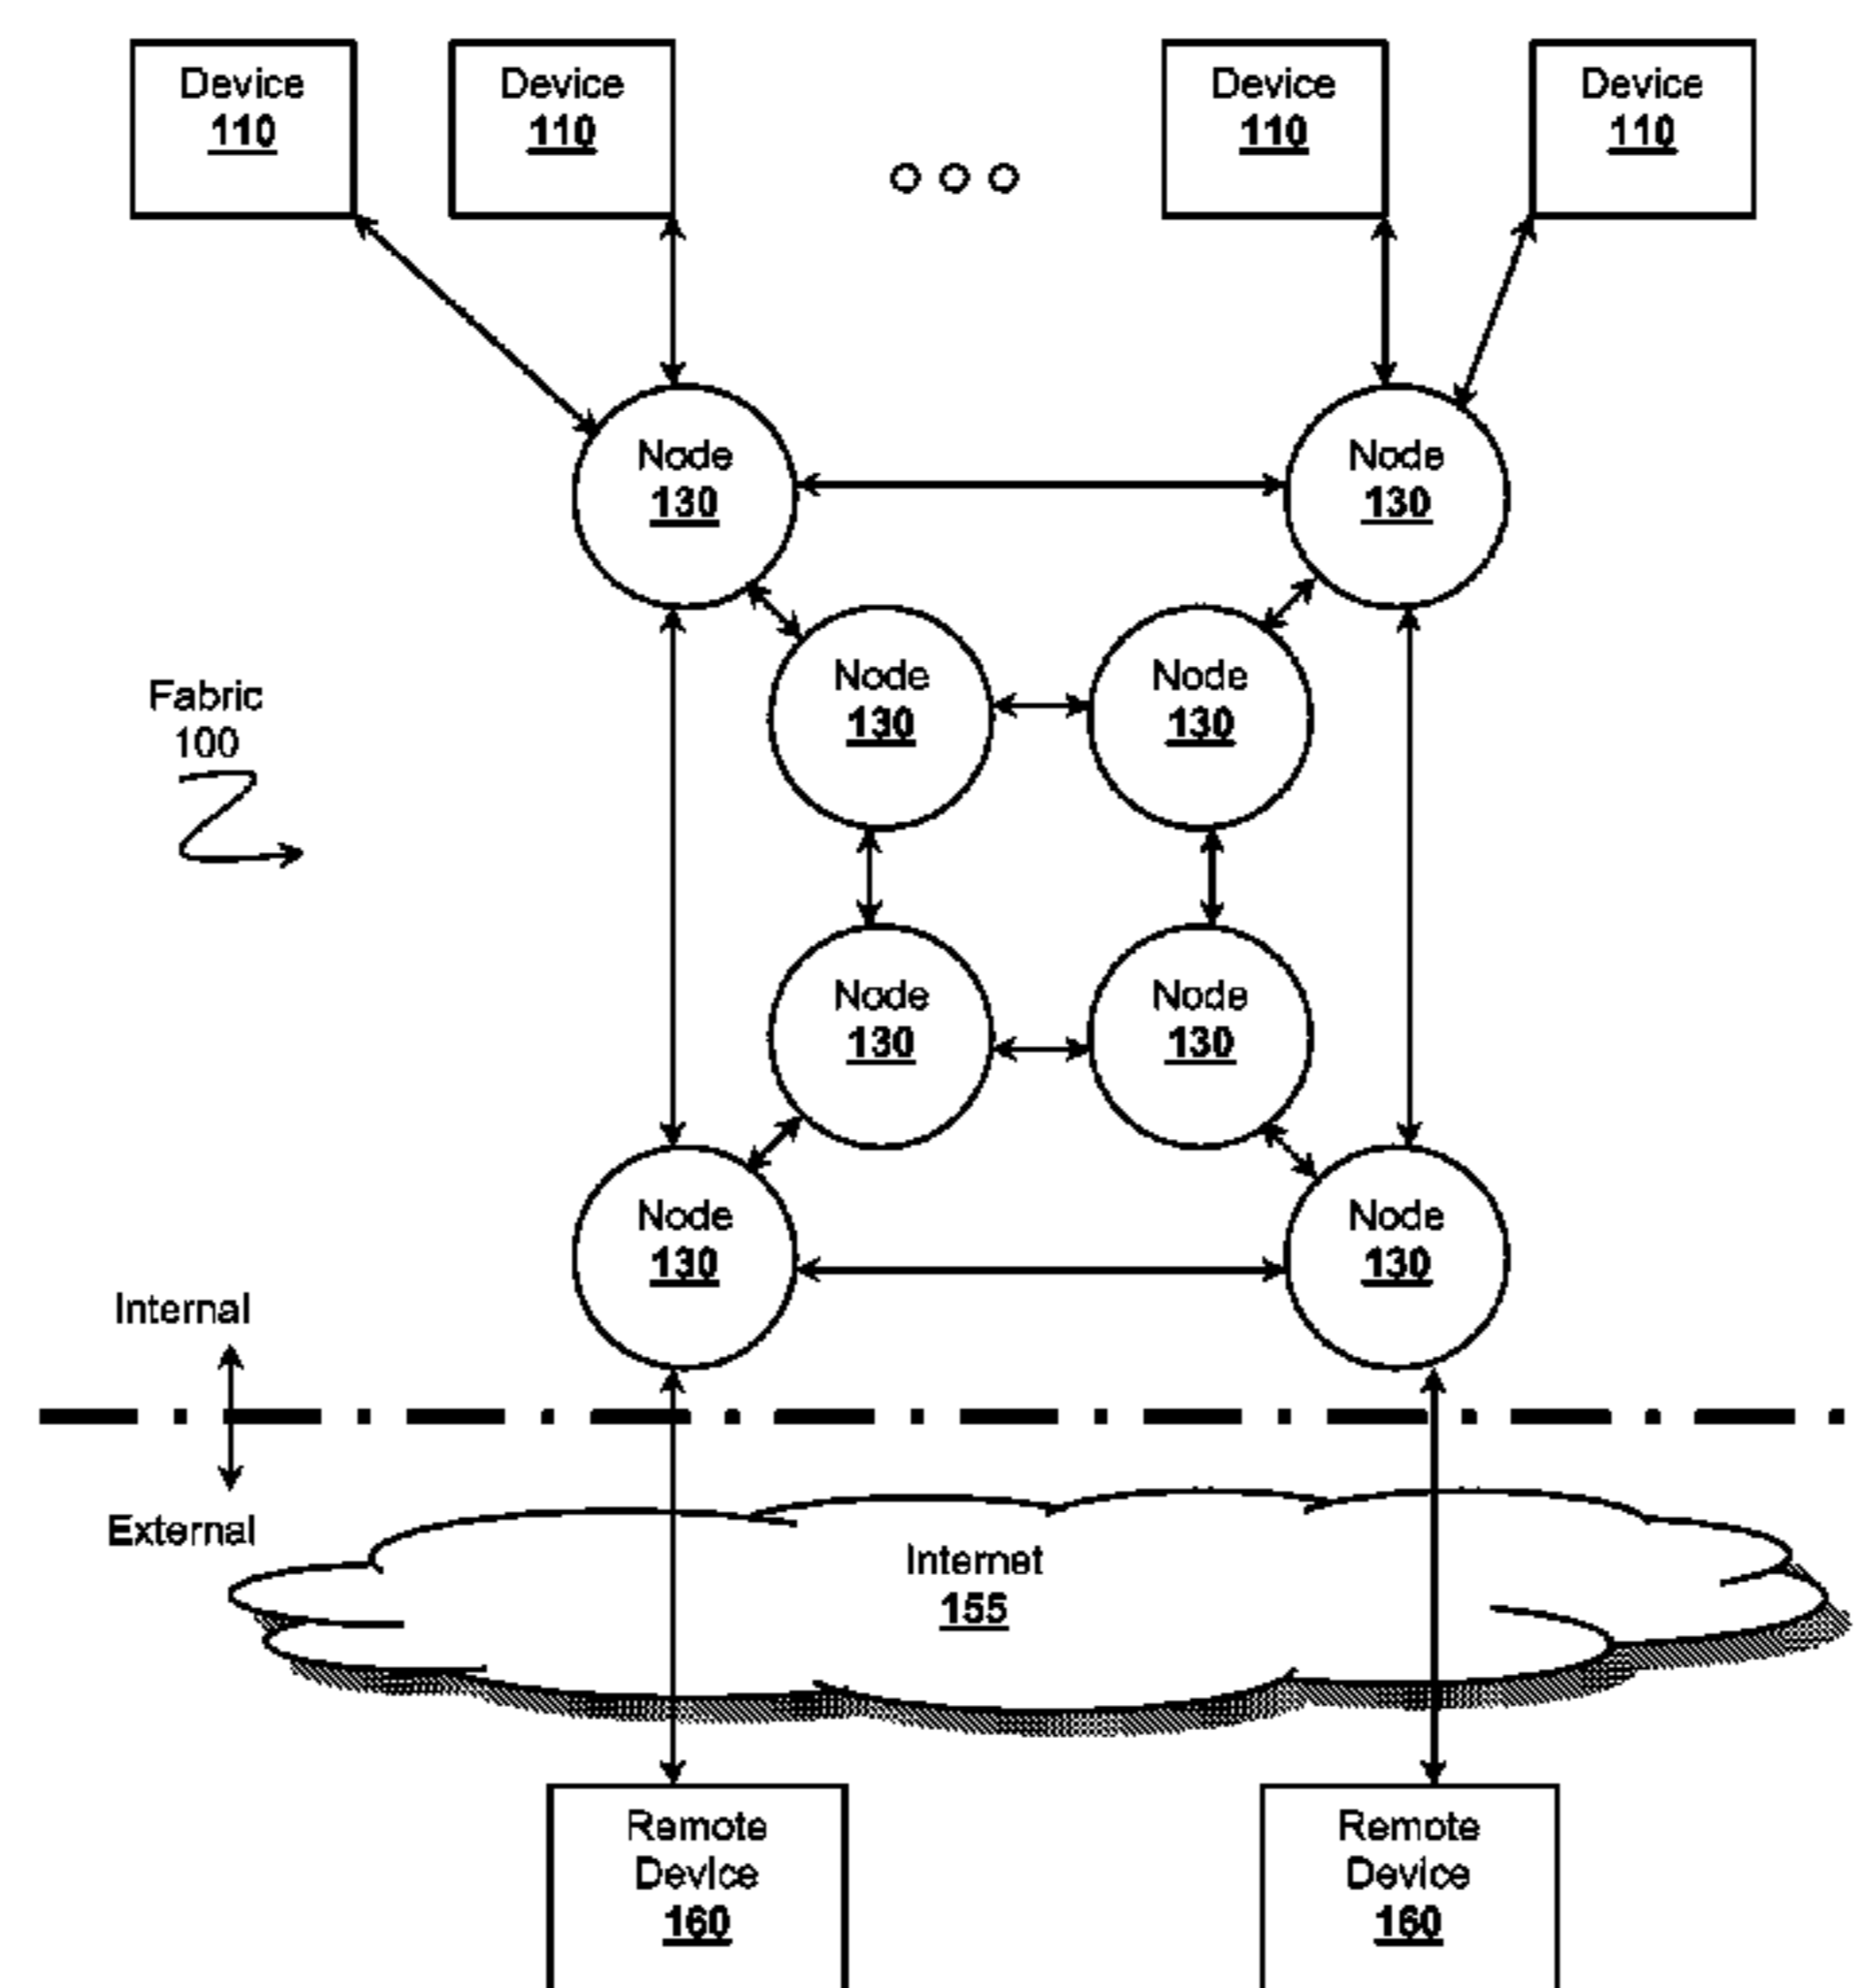 Device
110
Device
110
Device
110
Device
110
Node
130
Node
130
Node
130
Node
130
Fabric
100
Node
130
Node
130
Node
130
Node
130
Internal
External
Internet
155
Remote
Device
160
Remote
Device
160